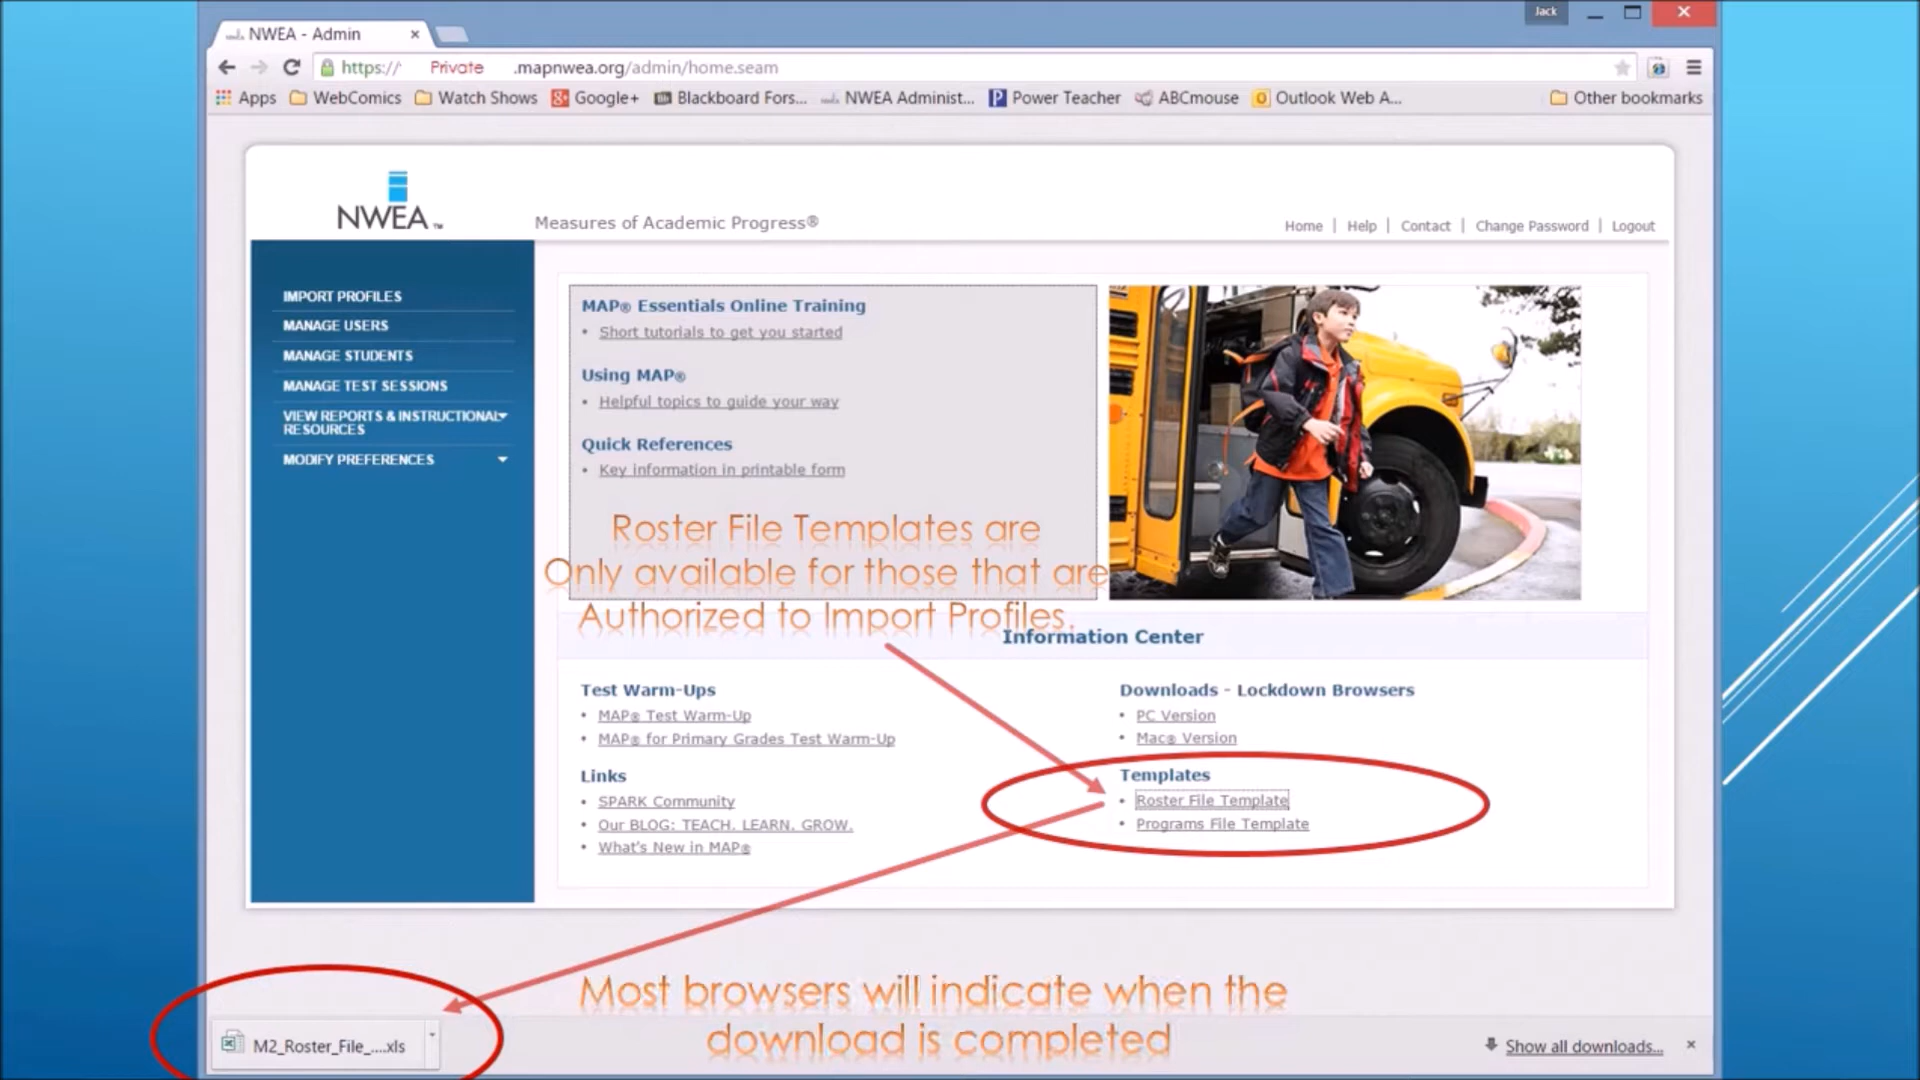 Jack
NWEA - Admin
https://
Private
.mapnwea.org/admin/home.seam
Apps
WebComics
Watch Shows
Google+
Blackboard Fors...
NWEA Administ...
Power Teacher
ABCmouse
Outlook Web A...
Other bookmarks
NWEA™
Measures of Academic Progress®
Home | Help | Contact | Change Password | Logout
IMPORT PROFILES
MANAGE USERS
MANAGE STUDENTS
MANAGE TEST SESSIONS
VIEW REPORTS & INSTRUCTIONAL
RESOURCES
MODIFY PREFERENCES
MAP® Essentials Online Training
• Short tutorials to get you started
Using MAP®
• Helpful topics to guide your way
Quick References
• Key information in printable form
Roster File Templates are
Only available for those that are
Authorized to Import Profiles.
Information Center
Test Warm-Ups
• MAP® Test Warm-Up
• MAP® for Primary Grades Test Warm-Up
Links
• SPARK Community
• Our BLOG: TEACH. LEARN. GROW.
• What's New in MAP®
Downloads - Lockdown Browsers
• PC Version
• Mac® Version
Templates
• Roster File Template
• Programs File Template
Most browsers will indicate when the
download is completed
M2_Roster_File_....xls
Show all downloads...